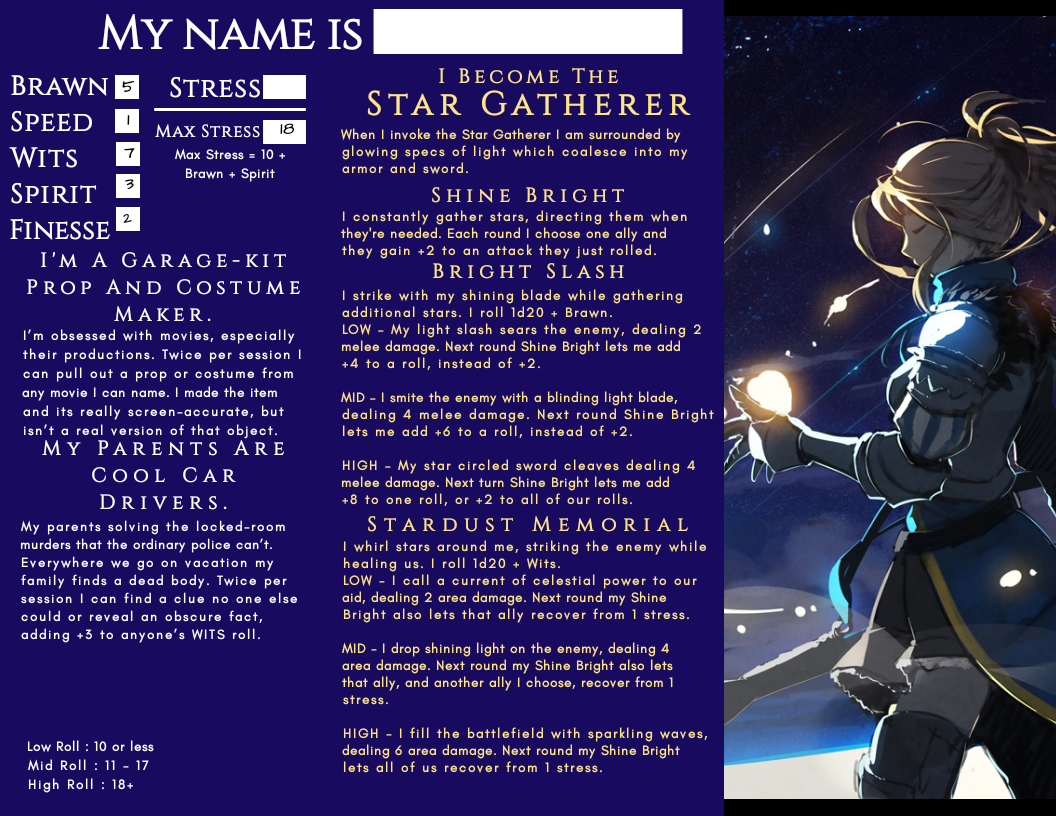 My name is
Brawn 5
Speed 1
Wits 7
Spirit 3
Finesse 2
Stress
Max Stress 18
Max Stress = 10 +
Brawn + Spirit
I'm A Garage-kit
Prop And Costume
Maker.
I'm obsessed with movies, especially
their productions. Twice per session I
can pull out a prop or costume from
any movie I can name. I made the item
and its really screen-accurate, but
isn't a real version of that object.
My Parents Are
Cool Car
Drivers.
My parents solving the locked-room
murders that the ordinary police can't.
Everywhere we go on vacation my
family finds a dead body. Twice per
session I can find a clue no one else
could or reveal an obscure fact,
adding +3 to anyone's WITS roll.
Low Roll : 10 or less
Mid Roll : 11 - 17
High Roll : 18+
I Become The
Star Gatherer
When I invoke the Star Gatherer I am surrounded by
glowing specs of light which coalesce into my
armor and sword.
Shine Bright
I constantly gather stars, directing them when
they're needed. Each round I choose one ally and
they gain +2 to an attack they just rolled.
Bright Slash
I strike with my shining blade while gathering
additional stars. I roll 1d20 + Brawn.
LOW - My light slash sears the enemy, dealing 2
melee damage. Next round Shine Bright lets me add
+4 to a roll, instead of +2.
MID - I smite the enemy with a blinding light blade,
dealing 4 melee damage. Next round Shine Bright
lets me add +6 to a roll, instead of +2.
HIGH - My star circled sword cleaves dealing 4
melee damage. Next turn Shine Bright lets me add
+8 to one roll, or +2 to all of our rolls.
Stardust Memorial
I whirl stars around me, striking the enemy while
healing us. I roll 1d20 + Wits.
LOW - I call a current of celestial power to our
aid, dealing 2 area damage. Next round my Shine
Bright also lets that ally recover from 1 stress.
MID - I drop shining light on the enemy, dealing 4
area damage. Next round my Shine Bright also lets
that ally, and another ally I choose, recover from 1
stress.
HIGH - I fill the battlefield with sparkling waves,
dealing 6 area damage. Next round my Shine Bright
lets all of us recover from 1 stress.